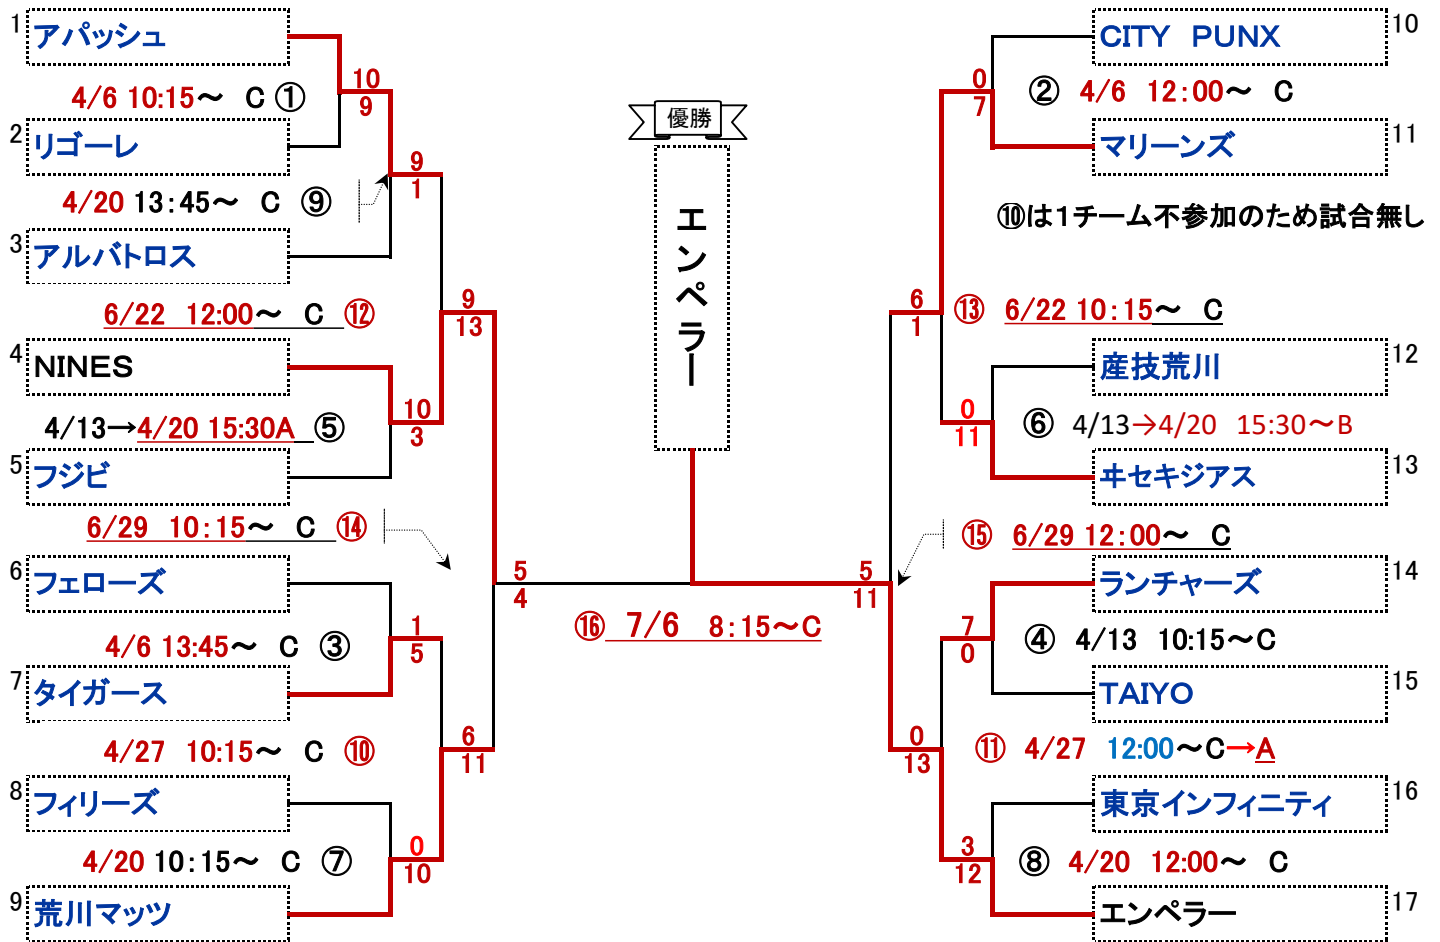 1 アパッシュ
4/6 10:15～ C ①
10
9
2 リゴーレ
9
1
4/20 13:45～ C ⑨
3 アルバトロス
6/22 12:00～ C ⑫
9
13
4 NINES
4/13→4/20 15:30A ⑤
10
3
5 フジビ
6/29 10:15～ C ⑭
6 フェローズ
5
4
4/6 13:45～ C ③
1
5
7 タイガース
4/27 10:15～ C ⑩
6
11
8 フィリーズ
4/20 10:15～ C ⑦
0
10
9 荒川マッツ
優勝
エンペラー
⑯ 7/6 8:15～C
CITY PUNX 10
0
7
② 4/6 12:00～ C
マリーンズ 11
⑩は1チーム不参加のため試合無し
6
1
⑬ 6/22 10:15～ C
産技荒川 12
0
11
⑥ 4/13→4/20 15:30～B
ヰセキジアス 13
⑮ 6/29 12:00～ C
5
11
ランチャーズ 14
7
0
④ 4/13 10:15～C
TAIYO 15
0
13
⑪ 4/27 12:00～C→A
東京インフィニティ 16
3
12
⑧ 4/20 12:00～ C
エンペラー 17